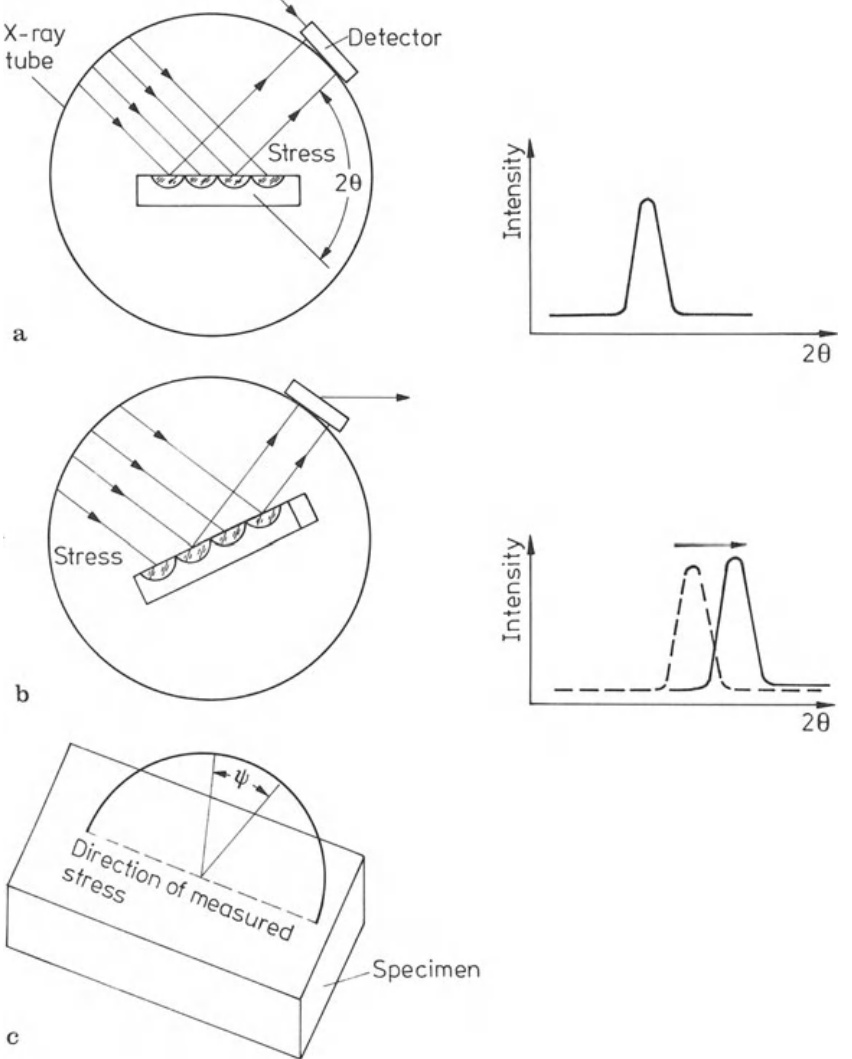 X-ray
tube
Detector
Stress
2θ
a
Intensity
2θ
Stress
b
Intensity
2θ
ψ
Direction of measured
stress
Specimen
c